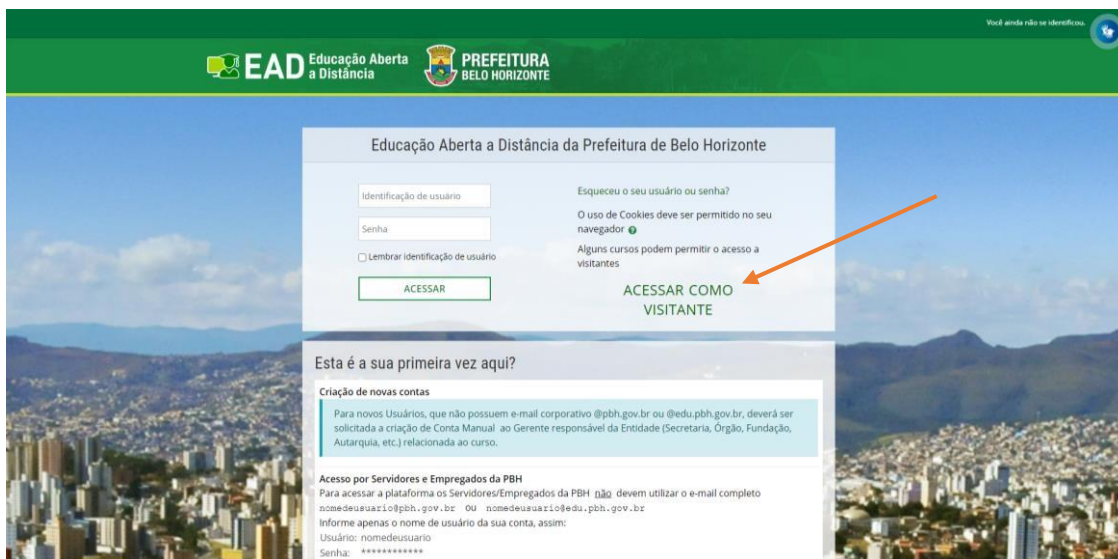 Você ainda não se identificou.
EAD Educação Aberta
a Distância
PREFEITURA
BELO HORIZONTE
Educação Aberta a Distância da Prefeitura de Belo Horizonte
Identificação de usuário
Senha
Lembrar identificação de usuário
ACESSAR
Esqueceu o seu usuário ou senha?
O uso de Cookies deve ser permitido no seu
navegador
Alguns cursos podem permitir o acesso a
visitantes
ACESSAR COMO
VISITANTE
Esta é a sua primeira vez aqui?
Criação de novas contas
Para novos Usuários, que não possuem e-mail corporativo @pbh.gov.br ou @edu.pbh.gov.br, deverá ser
solicitada a criação de Conta Manual ao Gerente responsável da Entidade (Secretaria, Órgão, Fundação,
Autarquia, etc.) relacionada ao curso.
Acesso por Servidores e Empregados da PBH
Para acessar a plataforma os Servidores/Empregados da PBH não devem utilizar o e-mail completo
nomedeusuario@pbh.gov.br OU nomedeusuario@edu.pbh.gov.br
Informe apenas o nome de usuário da sua conta, assim:
Usuário: nomedeusuario
Senha: ************